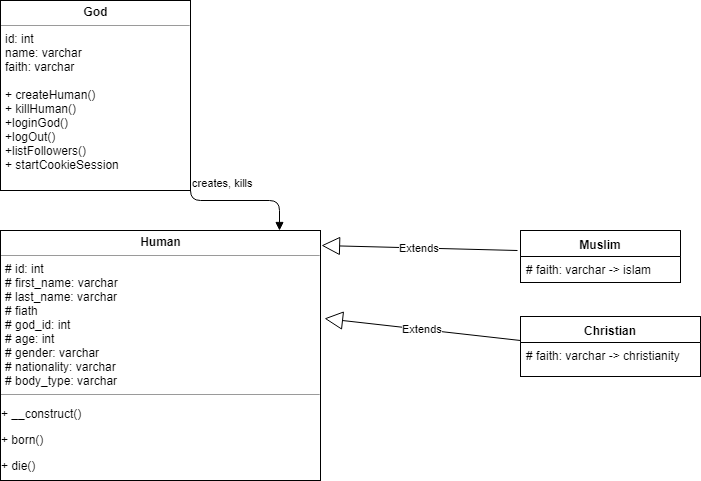 God
id: int
name: varchar
faith: varchar
+ createHuman()
+ killHuman()
+loginGod()
+logOut()
+listFollowers()
+ startCookieSession
creates, kills
Human
# id: int
# first_name: varchar
# last_name: varchar
# fiath
# god_id: int
# age: int
# gender: varchar
# nationality: varchar
# body_type: varchar
+ __construct()
+ born()
+ die()
Extends
Muslim
# faith: varchar -> islam
Extends
Christian
# faith: varchar -> christianity